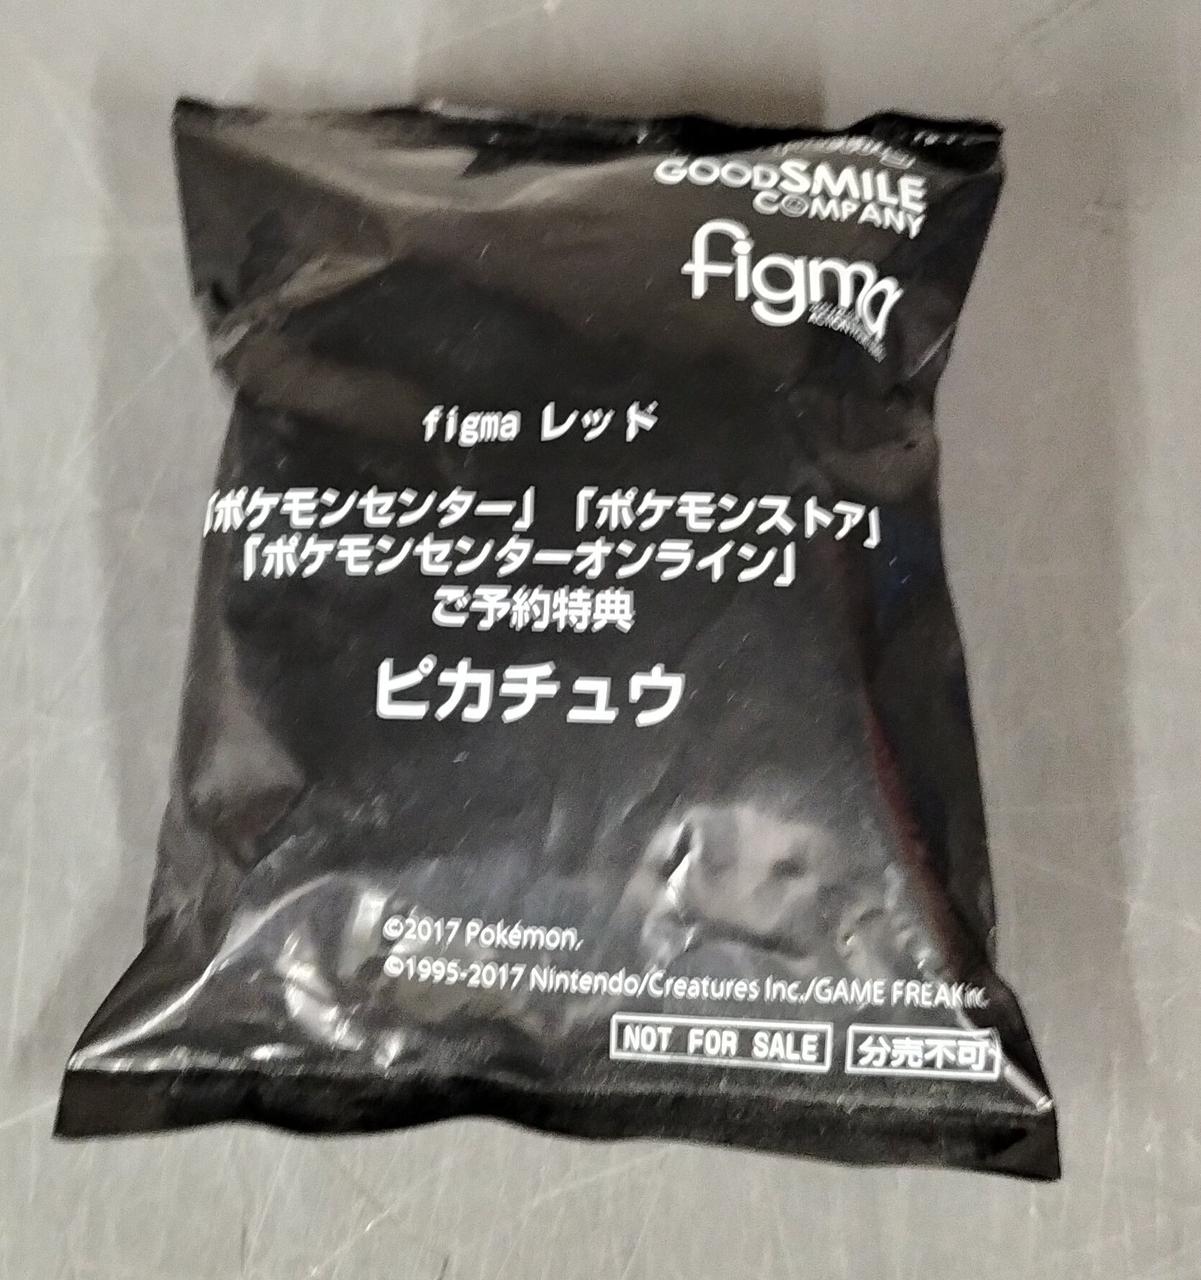 GOODSMILE
COMPANY
figma
figma レッド
「ポケモンセンター」「ポケモンストア」
「ポケモンセンターオンライン」
ご予約特典
ピカチュウ
©2017 Pokémon,
©1995-2017 Nintendo/Creatures Inc./GAME FREAK inc.
NOT FOR SALE
分売不可